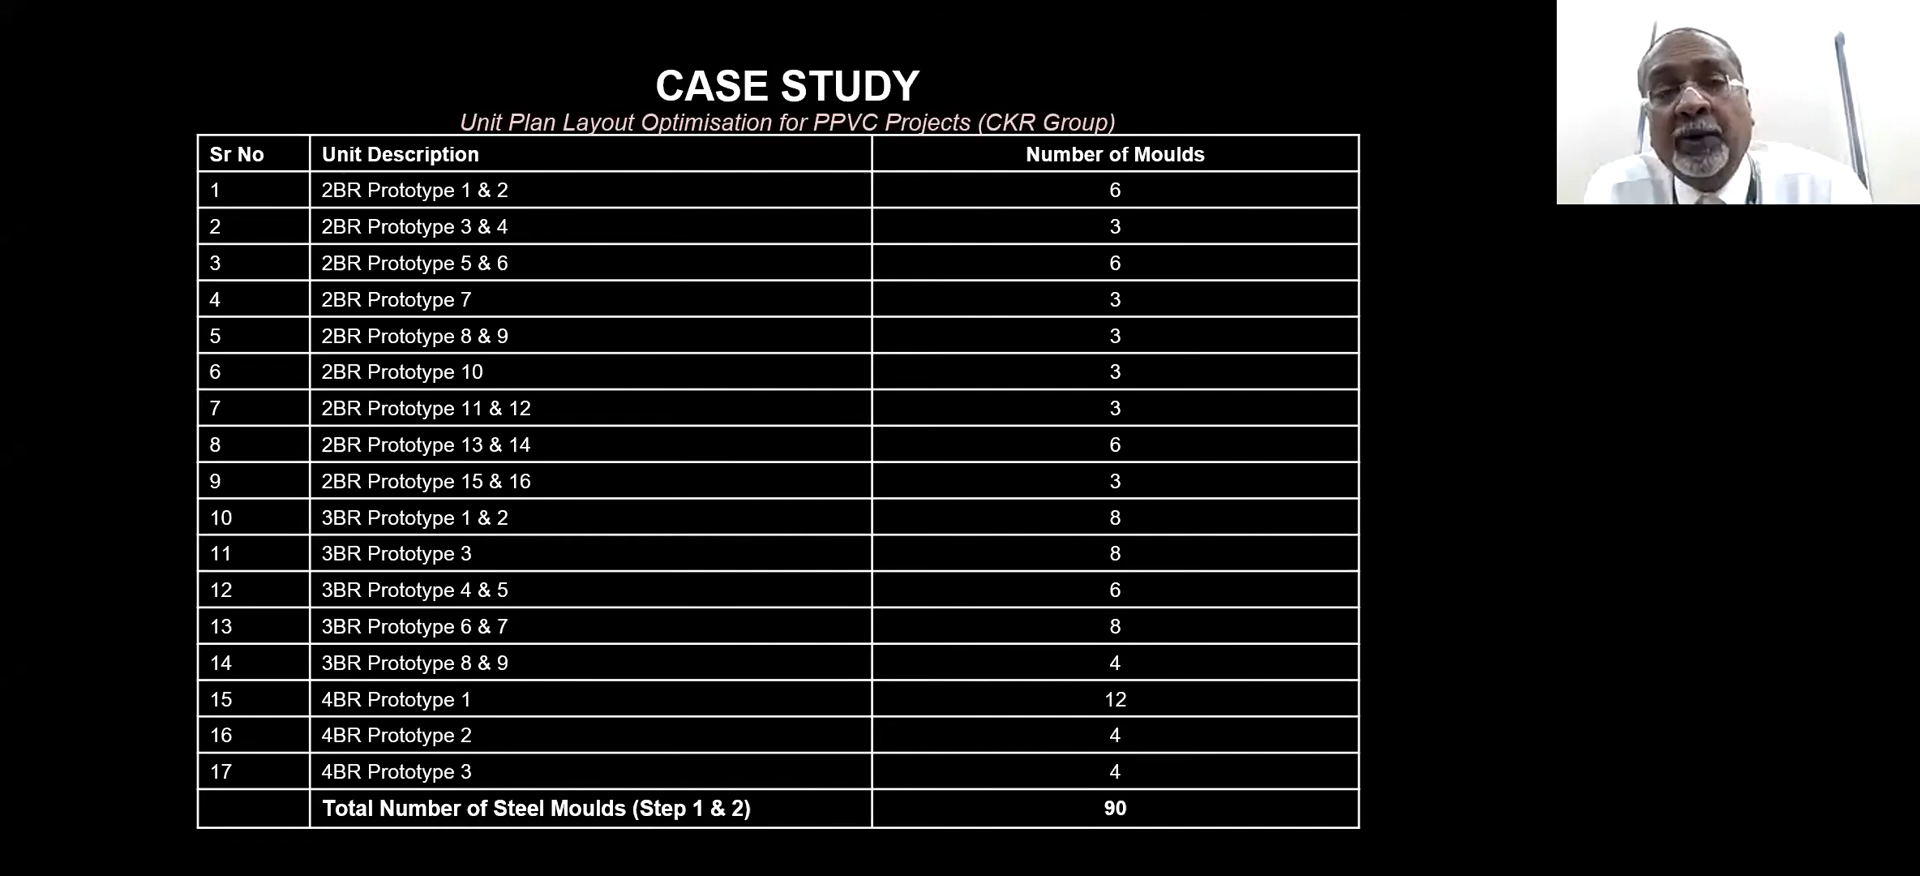 CASE STUDY
Unit Plan Layout Optimisation for PPVC Projects (CKR Group)
Sr No Unit Description Number of Moulds
1 2BR Prototype 1 & 2 6
2 2BR Prototype 3 & 4 3
3 2BR Prototype 5 & 6 6
4 2BR Prototype 7 3
5 2BR Prototype 8 & 9 3
6 2BR Prototype 10 3
7 2BR Prototype 11 & 12 3
8 2BR Prototype 13 & 14 6
9 2BR Prototype 15 & 16 3
10 3BR Prototype 1 & 2 8
11 3BR Prototype 3 8
12 3BR Prototype 4 & 5 6
13 3BR Prototype 6 & 7 8
14 3BR Prototype 8 & 9 4
15 4BR Prototype 1 12
16 4BR Prototype 2 4
17 4BR Prototype 3 4
Total Number of Steel Moulds (Step 1 & 2) 90